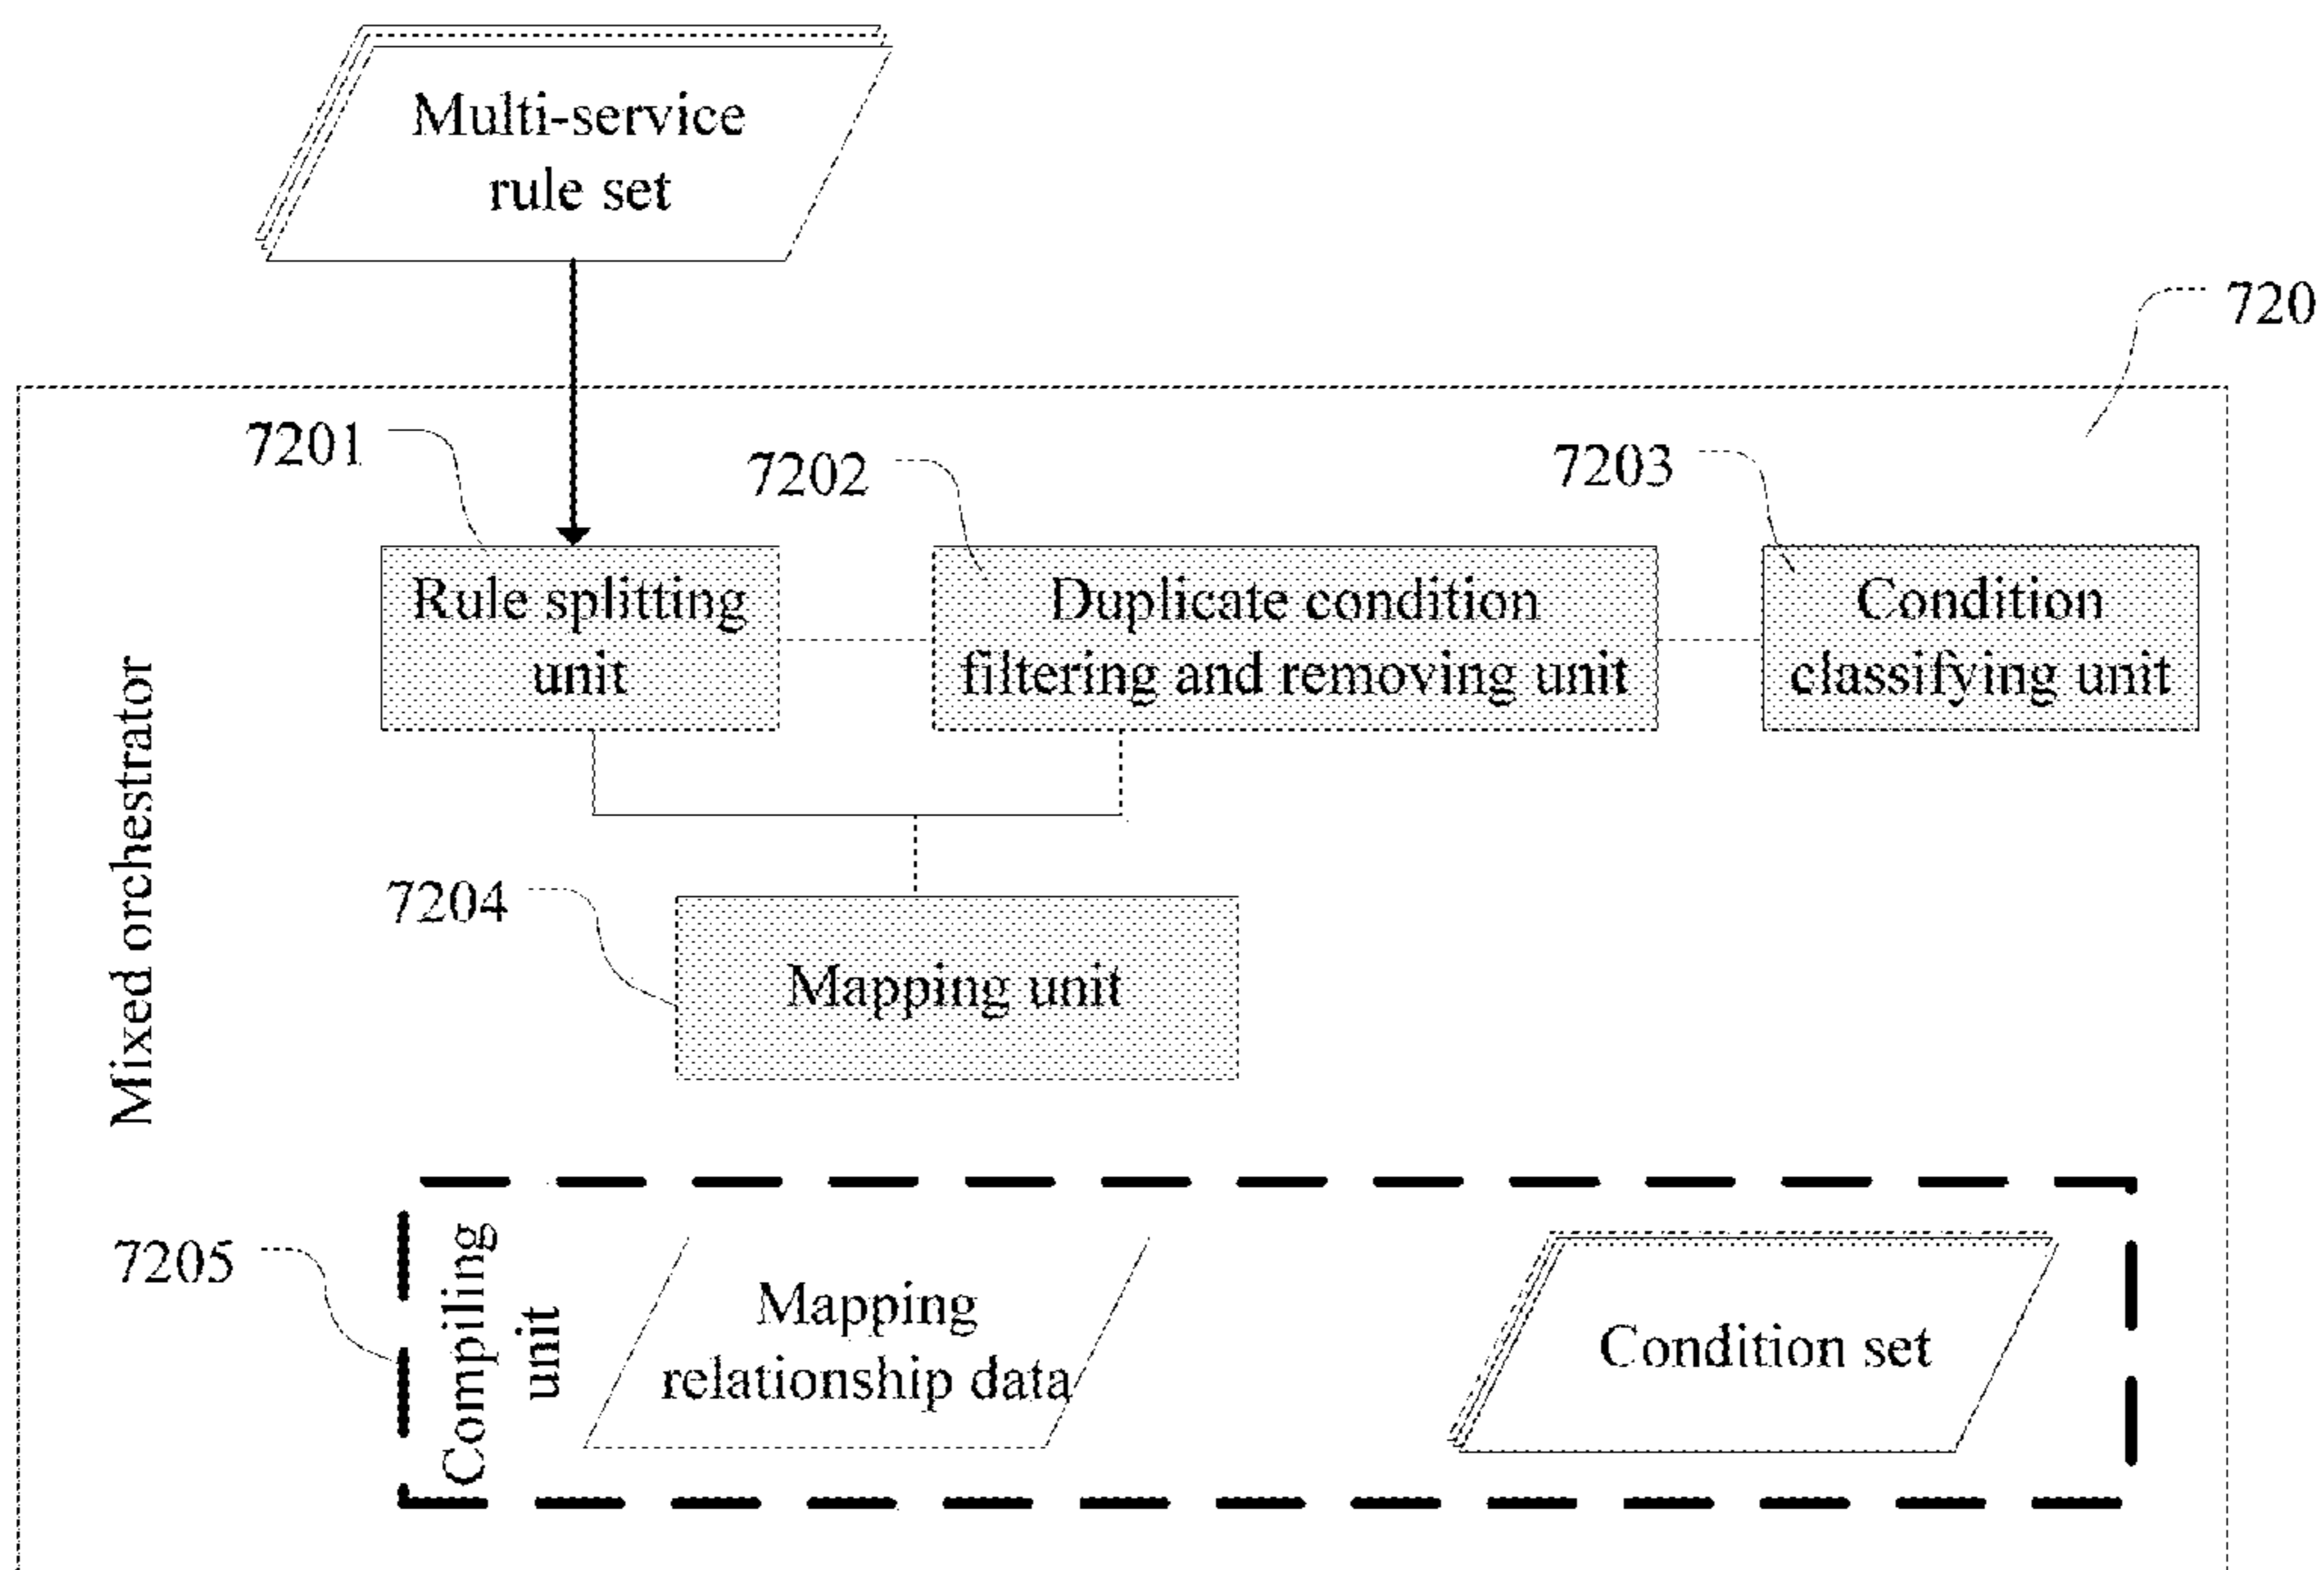 Multi-service
rule set
720
7201
7202
7203
Rule splitting
unit
Duplicate condition
filtering and removing unit
Condition
classifying unit
Mixed orchestrator
7204
Mapping unit
7205
Compiling
unit
Mapping
relationship data
Condition set